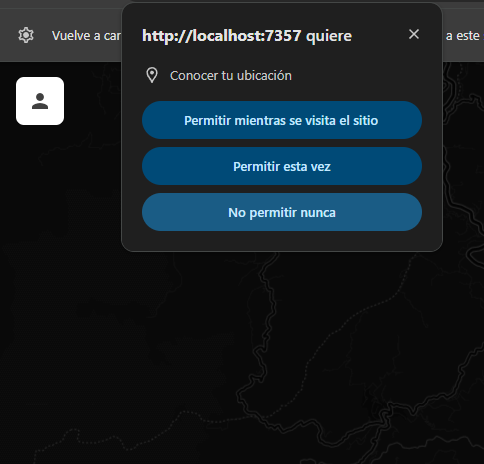 http://localhost:7357 quiere
Vuelve a car
a este
Conocer tu ubicación
Permitir mientras se visita el sitio
Permitir esta vez
No permitir nunca